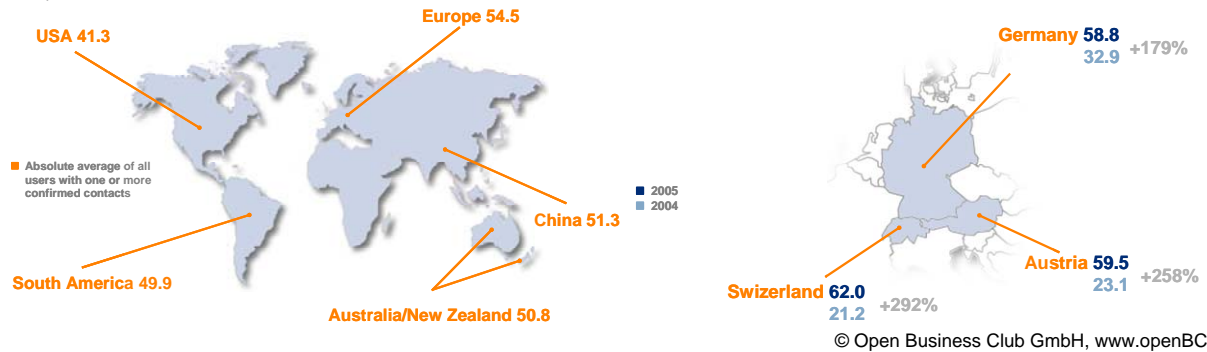 Europe 54.5
USA 41.3
Absolute average of all
users with one or more
confirmed contacts
China 51.3
South America 49.9
Australia/New Zealand 50.8
2005
2004
Germany 58.8
32.9 +179%
Austria 59.5
23.1 +258%
Swizerland 62.0
21.2 +292%
© Open Business Club GmbH, www.openBC